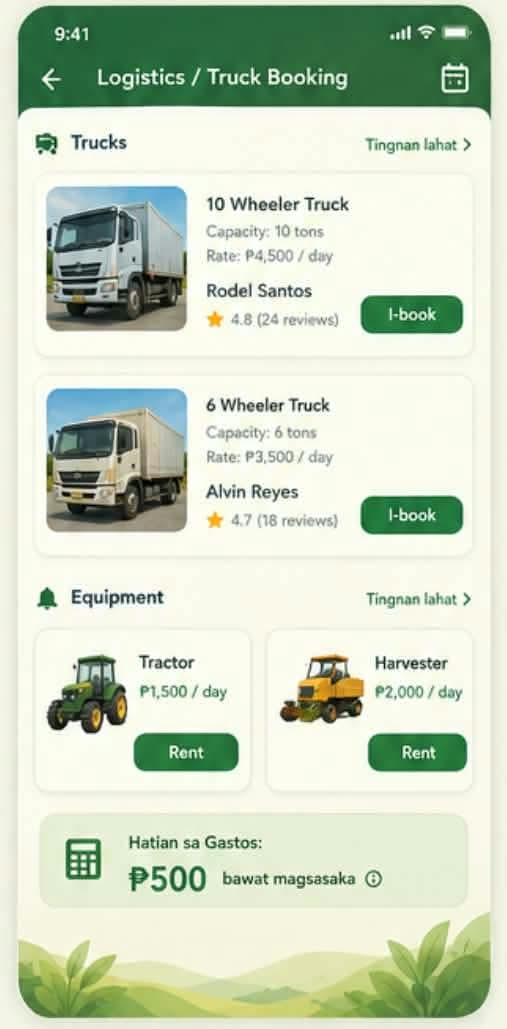 9:41
Logistics / Truck Booking
Trucks
Tingnan lahat
10 Wheeler Truck
Capacity: 10 tons
Rate: ₱4,500 / day
Rodel Santos
4.8 (24 reviews)
I-book
6 Wheeler Truck
Capacity: 6 tons
Rate: ₱3,500 / day
Alvin Reyes
4.7 (18 reviews)
I-book
Equipment
Tingnan lahat
Tractor
₱1,500 / day
Rent
Harvester
₱2,000 / day
Rent
Hatian sa Gastos:
₱500 bawat magsasaka